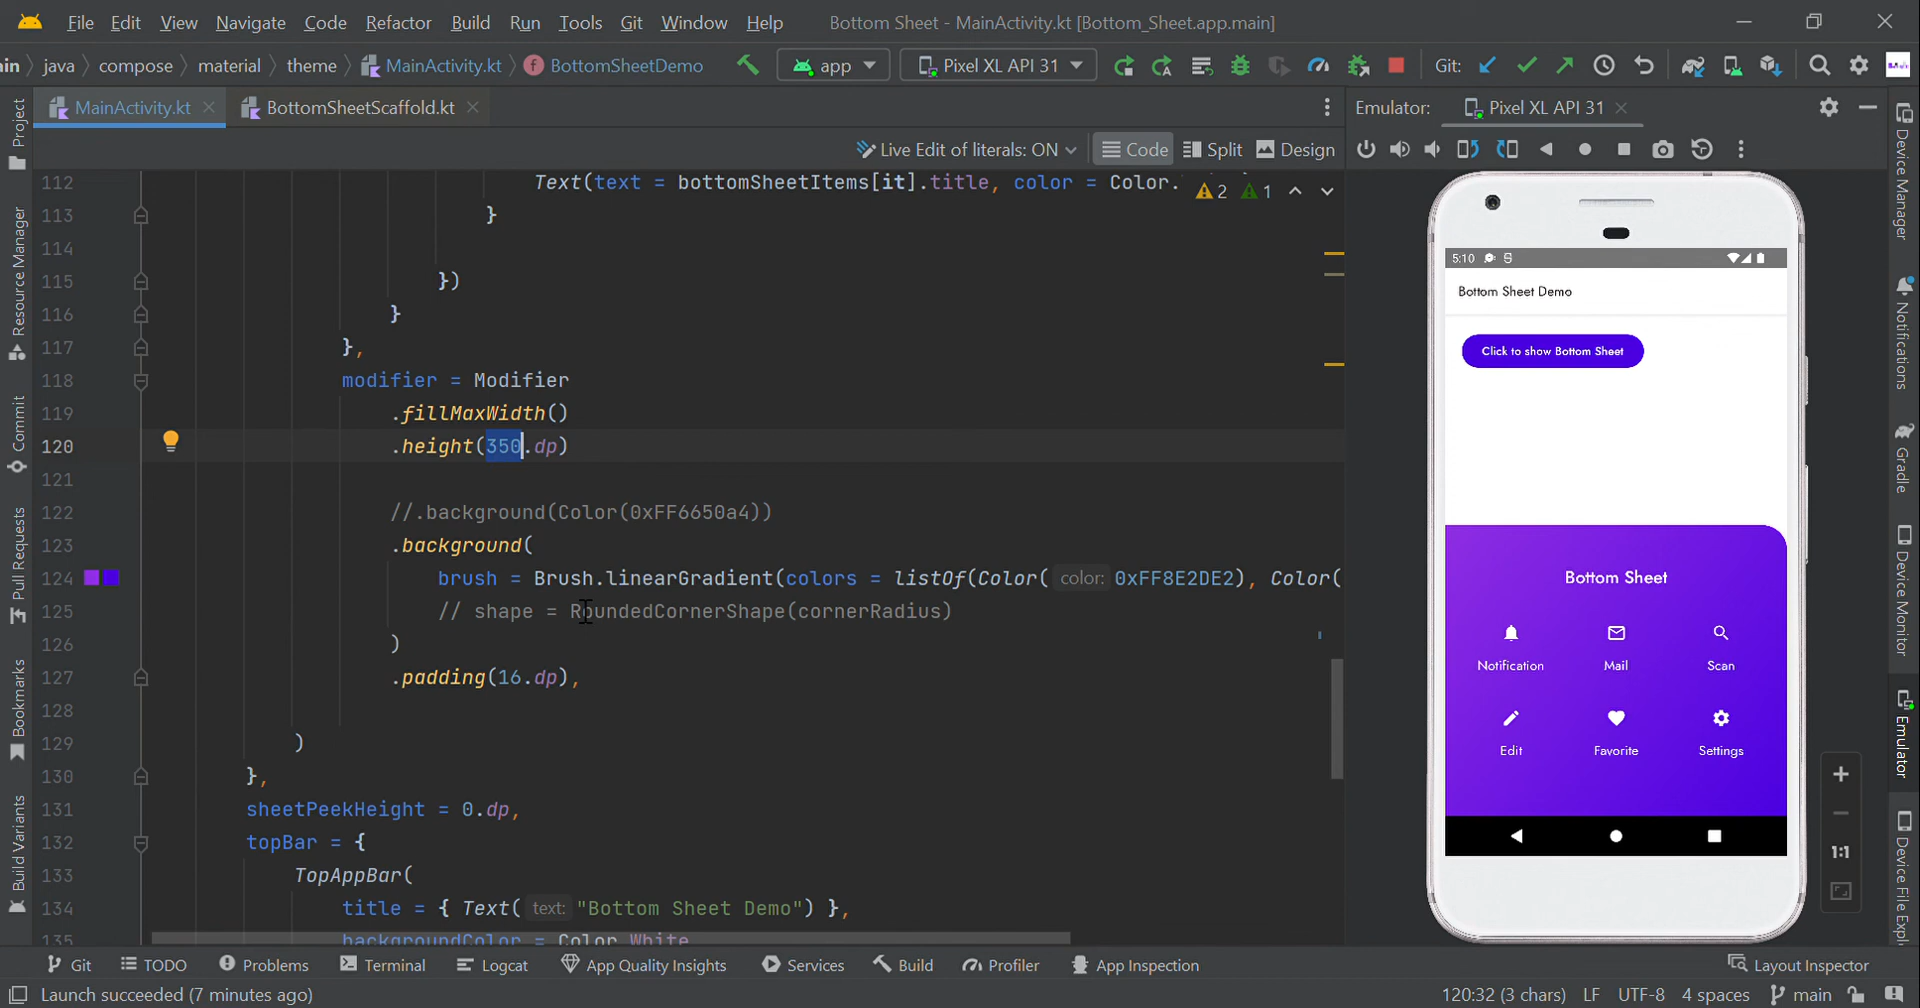 File Edit View Navigate Code Refactor Build Run Tools Git Window Help Bottom Sheet - MainActivity.kt [Bottom_Sheet.app.main]
in java compose material theme MainActivity.kt BottomSheetDemo app Pixel XL API 31 Git:
MainActivity.kt BottomSheetScaffold.kt Emulator: Pixel XL API 31
Live Edit of literals: ON Code Split Design
112 Text(text = bottomSheetItems[it].title, color = Color. 2 1
113 }
114
115 })
116 }
117 },
118 modifier = Modifier
119 .fillMaxWidth()
120 .height(350.dp)
121
122 //.background(Color(0xFF6650a4))
123 .background(
124 brush = Brush.linearGradient(colors = listOf(Color( color: 0xFF8E2DE2), Color(
125 // shape = RoundedCornerShape(cornerRadius)
126 )
127 .padding(16.dp),
128
129 )
130 },
131 sheetPeekHeight = 0.dp,
132 topBar = {
133 TopAppBar(
134 title = { Text( text: "Bottom Sheet Demo") },
135 backgroundColor = Color.White
Project
Resource Manager
Commit
Pull Requests
Bookmarks
Build Variants
5:10
Bottom Sheet Demo
Click to show Bottom Sheet
Bottom Sheet
Notification Mail Scan
Edit Favorite Settings
1:1
Device Manager
Notifications
Gradle
Device Monitor
Emulator
Device File Explorer
Git TODO Problems Terminal Logcat App Quality Insights Services Build Profiler App Inspection Layout Inspector
Launch succeeded (7 minutes ago) 120:32 (3 chars) LF UTF-8 4 spaces main